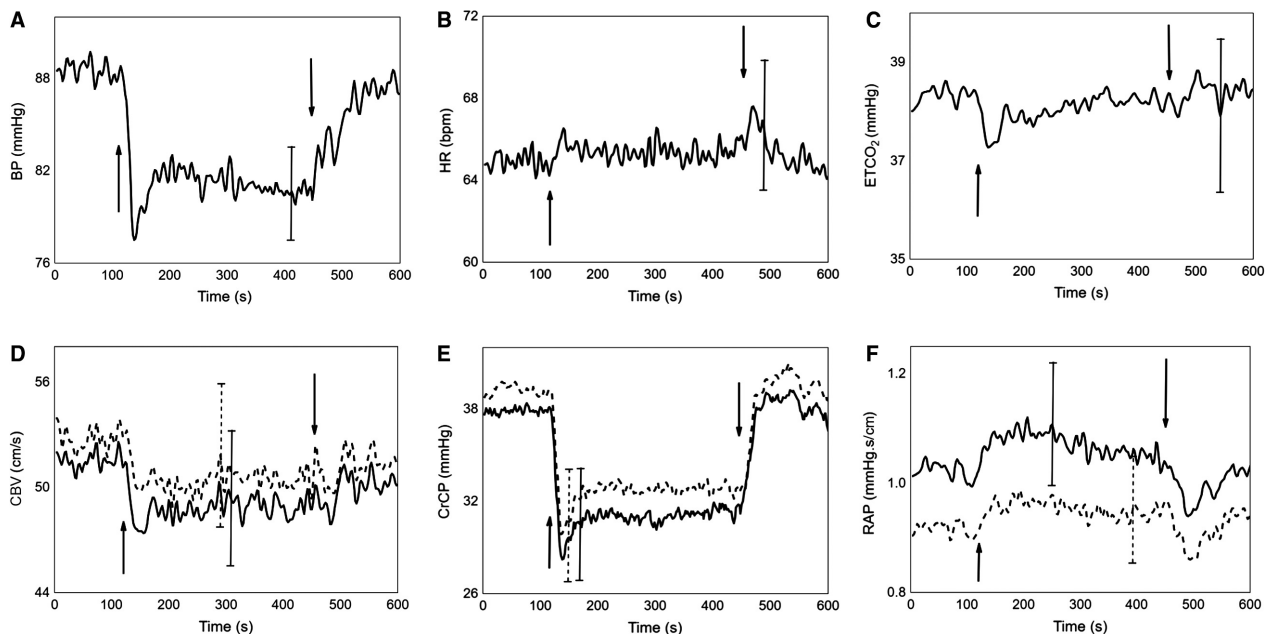 A
BP (mmHg)
88
82
76
0 100 200 300 400 500 600
Time (s)
B
HR (bpm)
72
68
64
60
0 100 200 300 400 500 600
Time (s)
C
ETCO2 (mmHg)
39
37
35
0 100 200 300 400 500 600
Time (s)
D
CBV (cm/s)
56
50
44
0 100 200 300 400 500 600
Time (s)
E
CrCP (mmHg)
38
32
26
0 100 200 300 400 500 600
Time (s)
F
RAP (mmHg.s/cm)
1.2
1.0
0.8
0 100 200 300 400 500 600
Time (s)